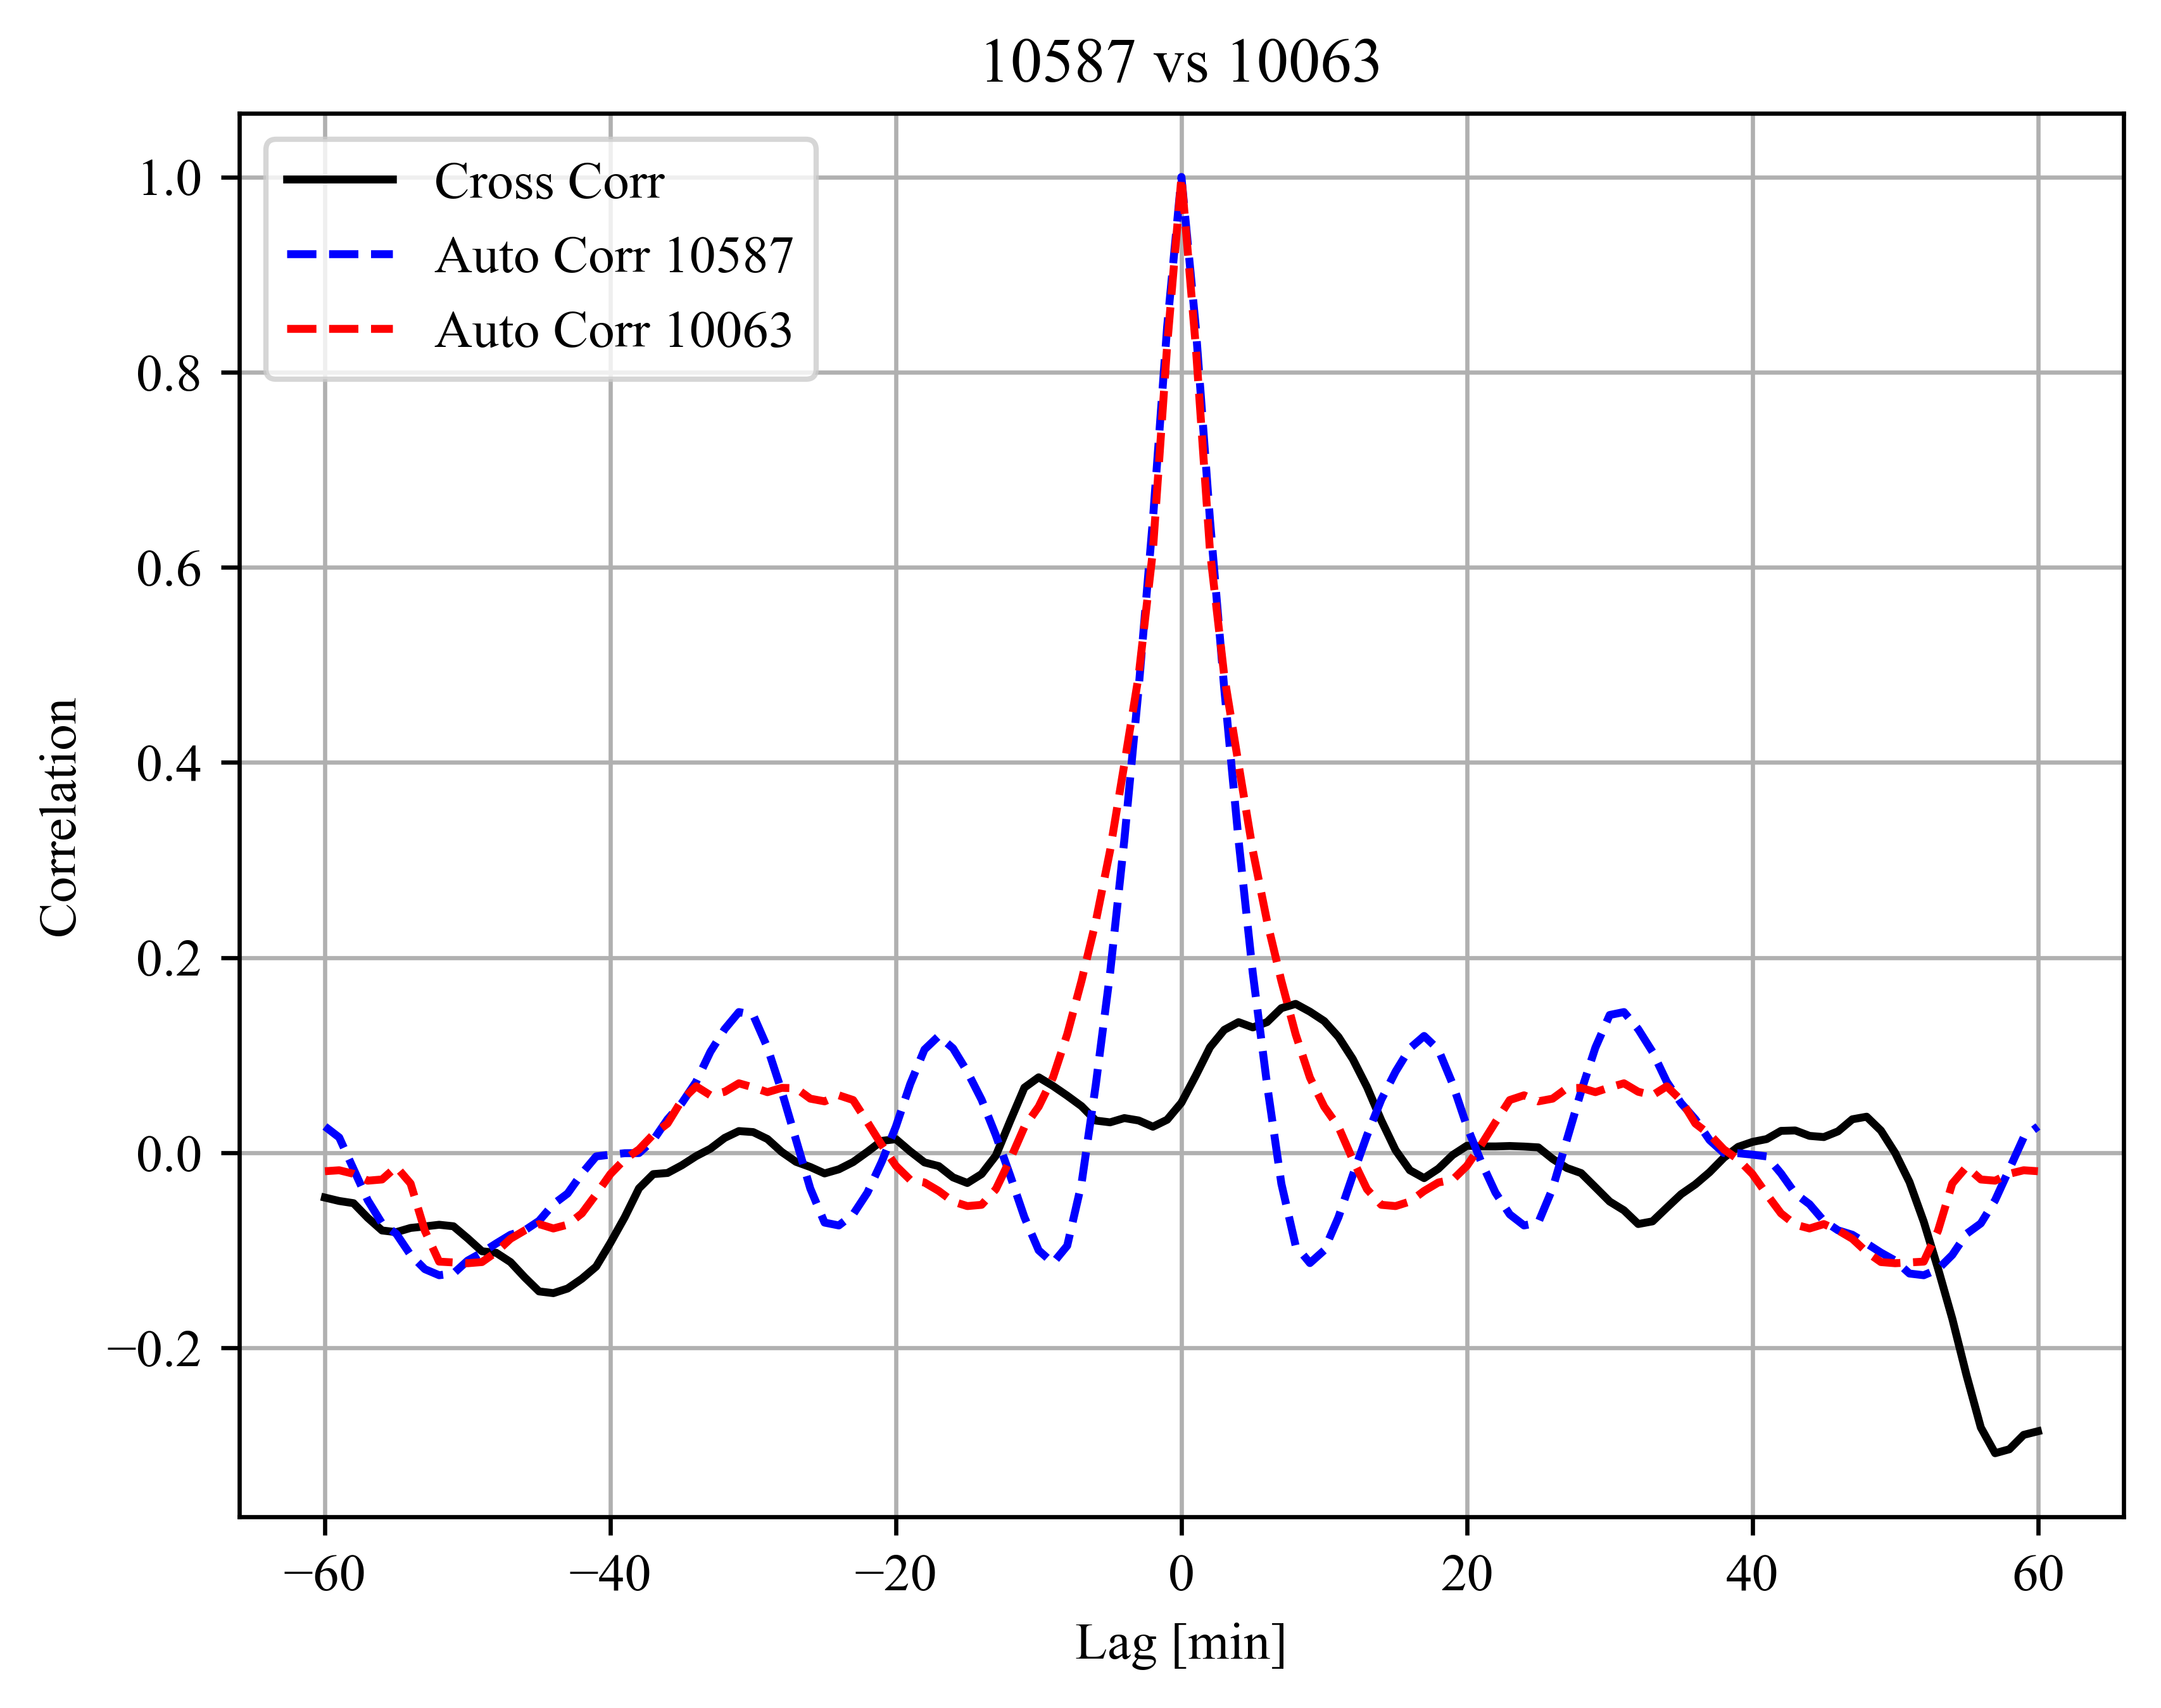 10587 vs 10063
Cross Corr
Auto Corr 10587
Auto Corr 10063
1.0
0.8
0.6
0.4
0.2
0.0
−0.2
Correlation
−60 −40 −20 0 20 40 60
Lag [min]